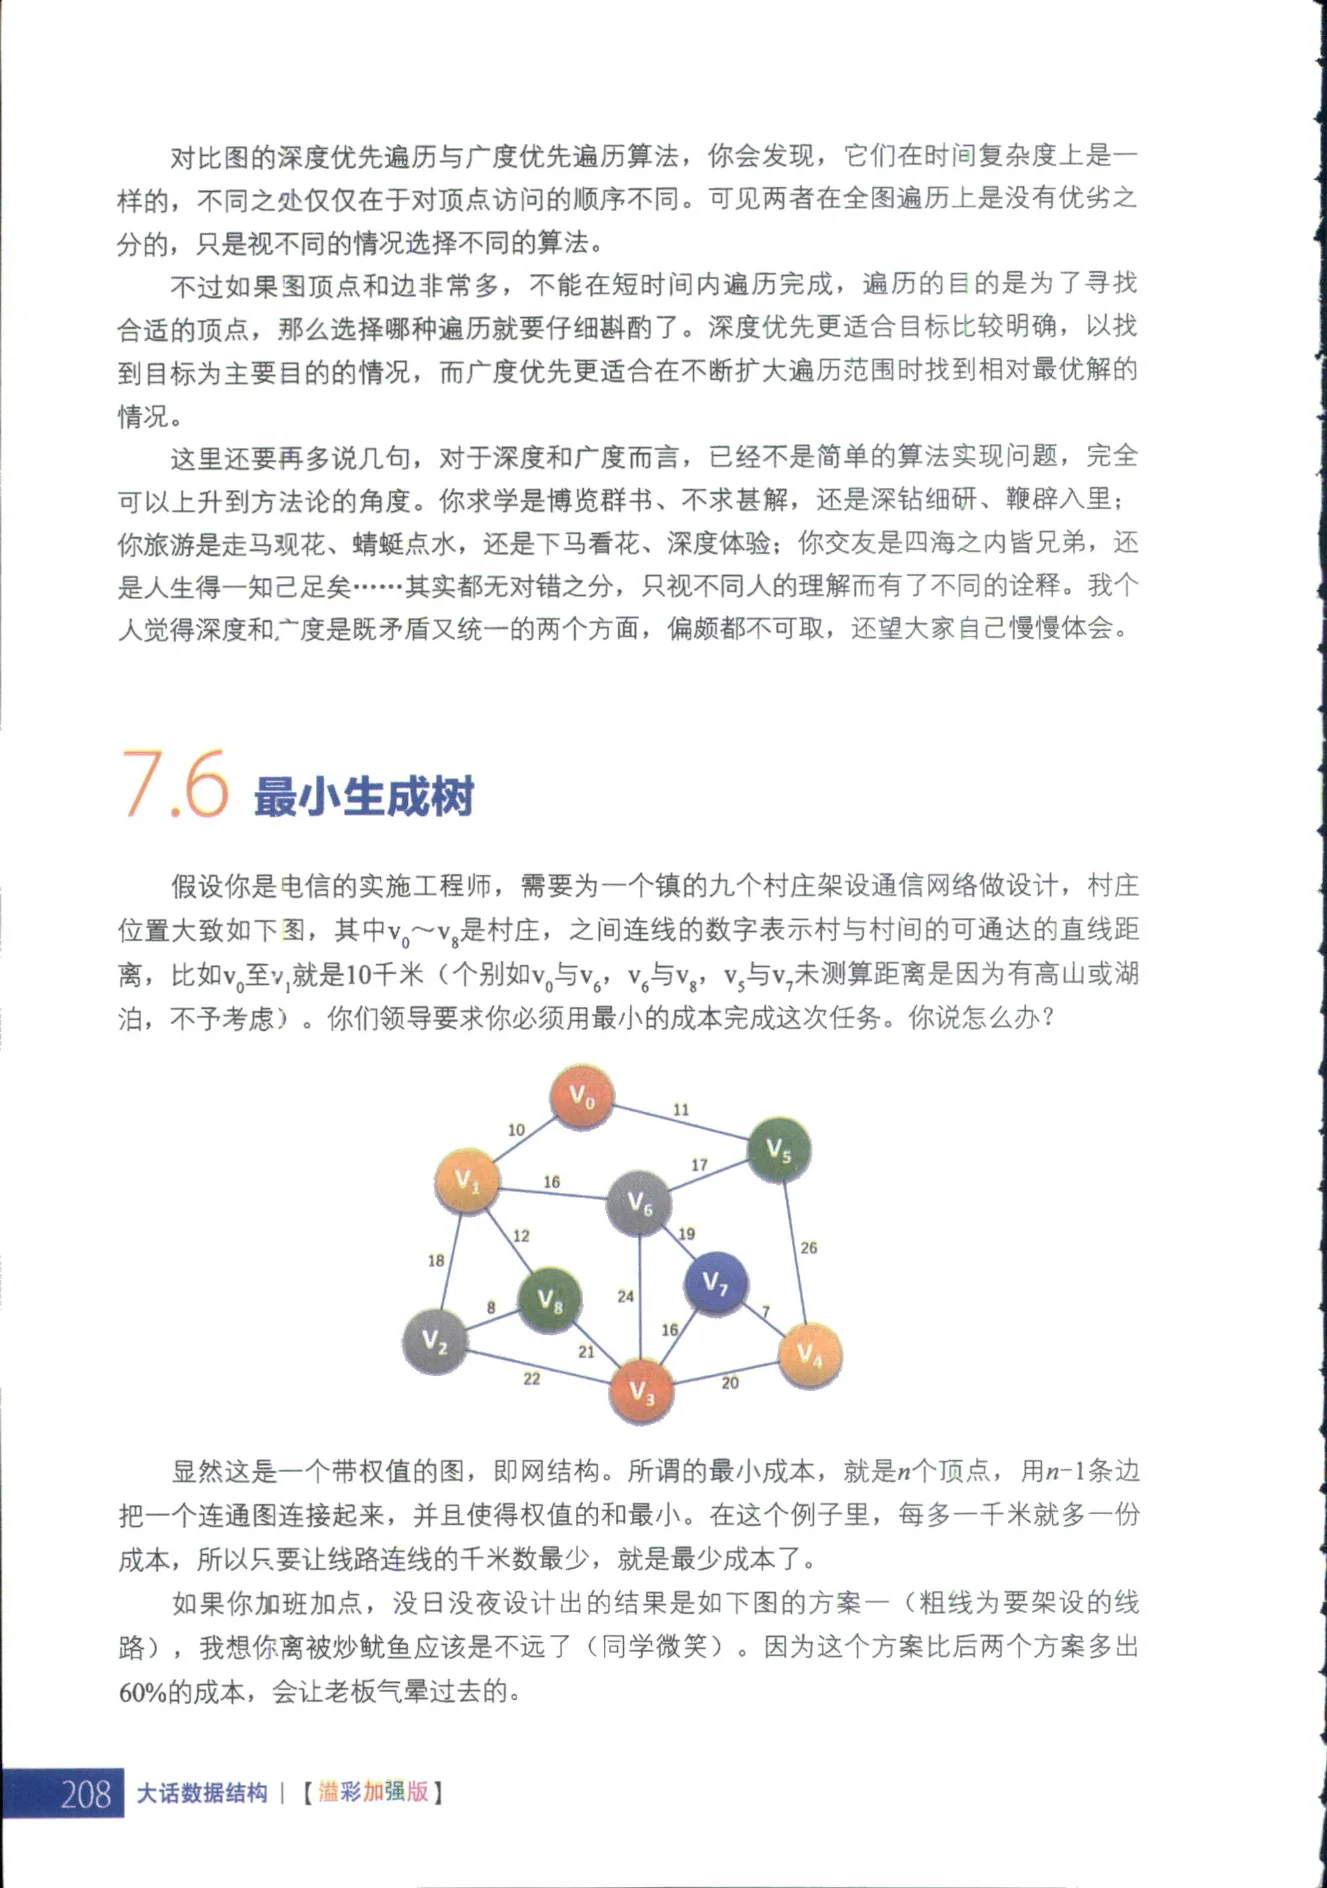 对比图的深度优先遍历与广度优先遍历算法，你会发现，它们在时间复杂度上是一
样的，不同之处仅仅在于对顶点访问的顺序不同。可见两者在全图遍历上是没有优劣之
分的，只是视不同的情况选择不同的算法。
不过如果图顶点和边非常多，不能在短时间内遍历完成，遍历的目的是为了寻找
合适的顶点，那么选择哪种遍历就要仔细斟酌了。深度优先更适合目标比较明确，以找
到目标为主要目的的情况，而广度优先更适合在不断扩大遍历范围时找到相对最优解的
情况。
这里还要再多说几句，对于深度和广度而言，已经不是简单的算法实现问题，完全
可以上升到方法论的角度。你求学是博览群书、不求甚解，还是深钻细研、鞭辟入里；
你旅游是走马观花、蜻蜓点水，还是下马看花、深度体验；你交友是四海之内皆兄弟，还
是人生得一知己足矣……其实都无对错之分，只视不同人的理解而有了不同的诠释。我个
人觉得深度和广度是既矛盾又统一的两个方面，偏颇都不可取，还望大家自己慢慢体会。
7.6 最小生成树
假设你是电信的实施工程师，需要为一个镇的九个村庄架设通信网络做设计，村庄
位置大致如下图，其中v₀～v₈是村庄，之间连线的数字表示村与村间的可通达的直线距
离，比如v₀至v₁就是10千米（个别如v₀与v₆，v₆与v₈，v₅与v₇未测算距离是因为有高山或湖
泊，不予考虑）。你们领导要求你必须用最小的成本完成这次任务。你说怎么办？
V₀
11
10
V₅
17
V₁
16
V₆
12
19
18
26
V₇
V₈
24
8
7
16
V₂
21
V₄
22
20
V₃
显然这是一个带权值的图，即网结构。所谓的最小成本，就是n个顶点，用n-1条边
把一个连通图连接起来，并且使得权值的和最小。在这个例子里，每多一千米就多一份
成本，所以只要让线路连线的千米数最少，就是最少成本了。
如果你加班加点，没日没夜设计出的结果是如下图的方案一（粗线为要架设的线
路），我想你离被炒鱿鱼应该是不远了（同学微笑）。因为这个方案比后两个方案多出
60%的成本，会让老板气晕过去的。
208 大话数据结构 | 【溢彩加强版】